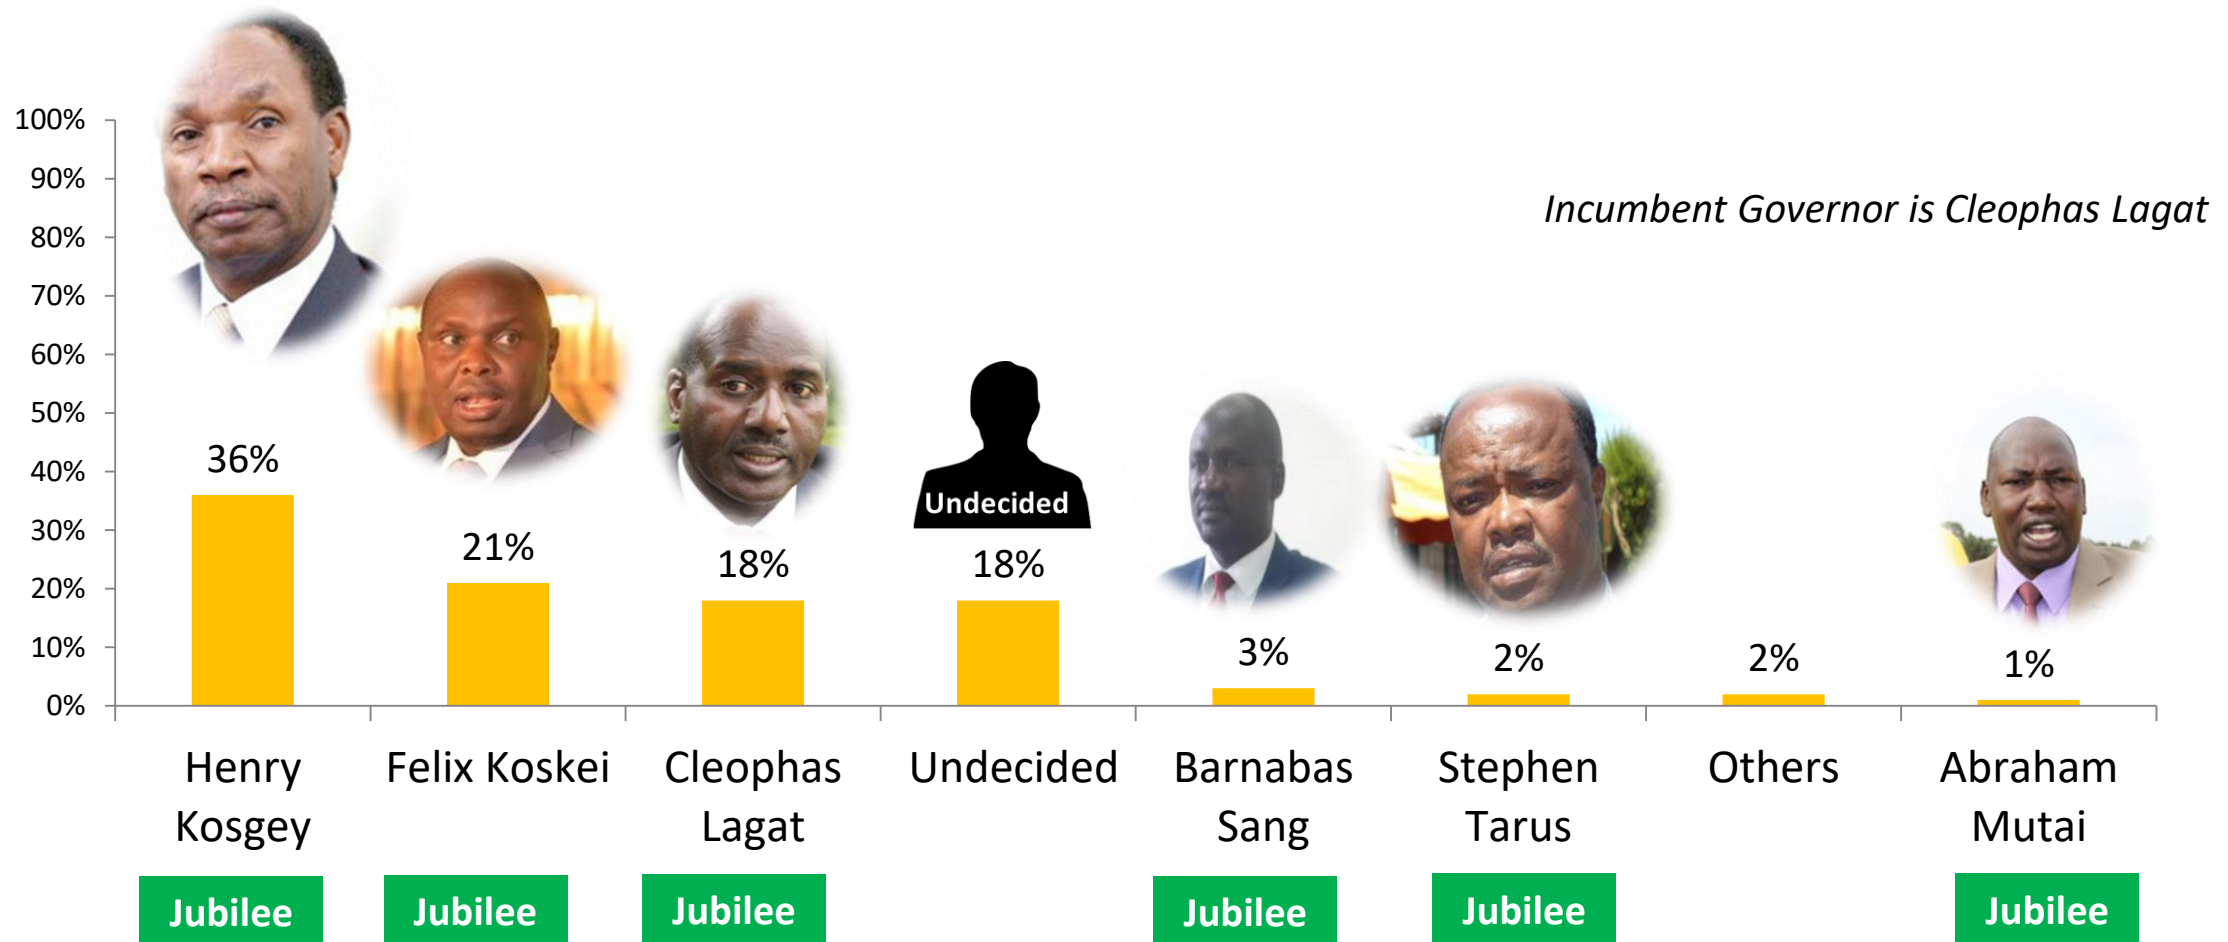 100%
90%
80%
70%
60%
50%
40%
30%
20%
10%
0%
Incumbent Governor is Cleophas Lagat
36%
21%
18%
Undecided
18%
3%
2%
2%
1%
Henry
Kosgey
Felix Koskei
Cleophas
Lagat
Undecided
Barnabas
Sang
Stephen
Tarus
Others
Abraham
Mutai
Jubilee
Jubilee
Jubilee
Jubilee
Jubilee
Jubilee